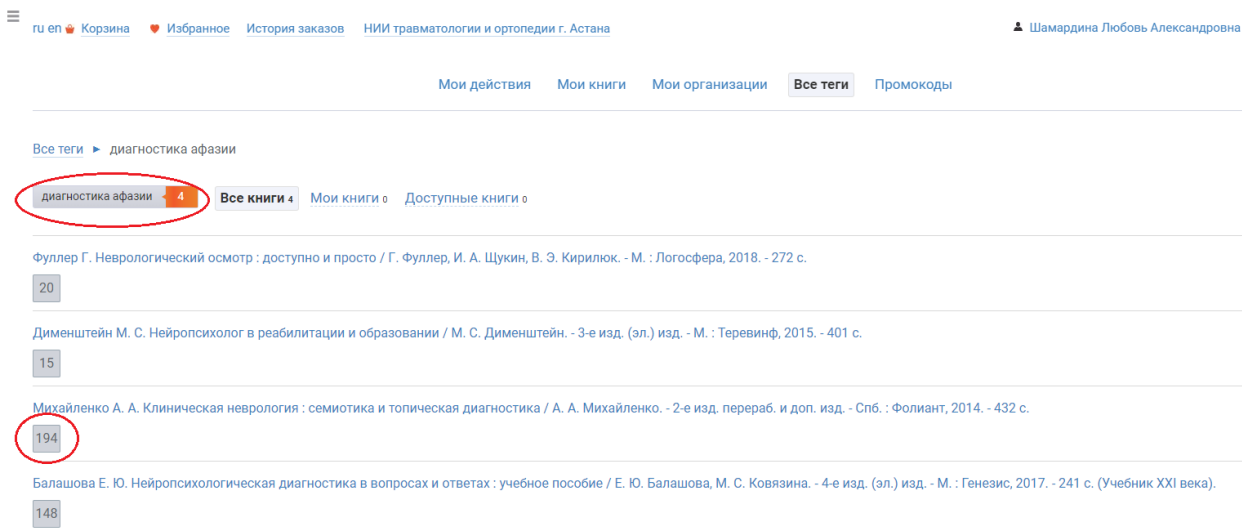 ru en Корзина Избранное История заказов НИИ травматологии и ортопедии г. Астана Шамардина Любовь Александровна
Мои действия Мои книги Мои организации Все теги Промокоды
Все теги ► диагностика афазии
диагностика афазии 4 Все книги 4 Мои книги 0 Доступные книги 0
Фуллер Г. Неврологический осмотр : доступно и просто / Г. Фуллер, И. А. Щукин, В. Э. Кирилюк. - М. : Логосфера, 2018. - 272 с.
20
Дименштейн М. С. Нейропсихолог в реабилитации и образовании / М. С. Дименштейн. - 3-е изд. (эл.) изд. - М. : Теревинф, 2015. - 401 с.
15
Михайленко А. А. Клиническая неврология : семиотика и топическая диагностика / А. А. Михайленко. - 2-е изд. перераб. и доп. изд. - Спб. : Фолиант, 2014. - 432 с.
194
Балашова Е. Ю. Нейропсихологическая диагностика в вопросах и ответах : учебное пособие / Е. Ю. Балашова, М. С. Ковязина. - 4-е изд. (эл.) изд. - М. : Генезис, 2017. - 241 с. (Учебник XXI века).
148